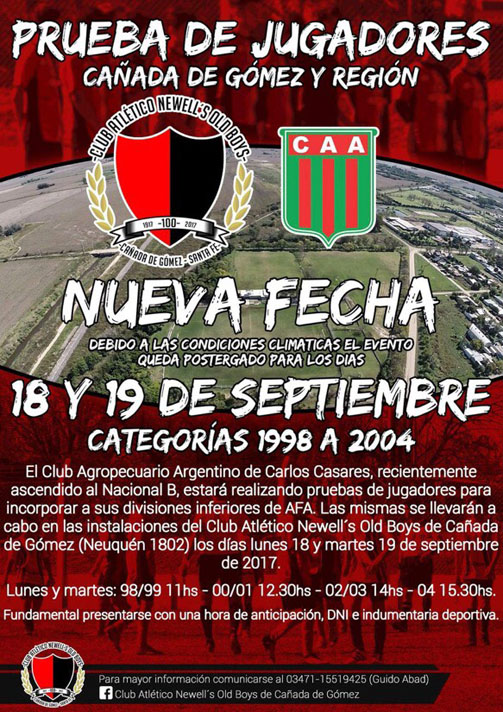 PRUEBA DE JUGADORES
CAÑADA DE GÓMEZ Y REGIÓN
CLUB ATLÉTICO NEWELL´S OLD BOYS
CAA
1917 -100- 2017
CAÑADA DE GÓMEZ - SANTA FE
NUEVA FECHA
DEBIDO A LAS CONDICIONES CLIMATICAS EL EVENTO
QUEDA POSTERGADO PARA LOS DIAS
18 Y 19 DE SEPTIEMBRE
CATEGORÍAS 1998 A 2004
El Club Agropecuario Argentino de Carlos Casares, recientemente
ascendido al Nacional B, estará realizando pruebas de jugadores para
incorporar a sus divisiones inferiores de AFA. Las mismas se llevarán a
cabo en las instalaciones del Club Atlético Newell´s Old Boys de Cañada
de Gómez (Neuquén 1802) los días lunes 18 y martes 19 de septiembre
de 2017.
Lunes y martes: 98/99 11hs - 00/01 12.30hs - 02/03 14hs - 04 15.30hs.
Fundamental presentarse con una hora de anticipación, DNI e indumentaria deportiva.
Para mayor información comunicarse al 03471-15519425 (Guido Abad)
Club Atlético Newell´s Old Boys de Cañada de Gómez